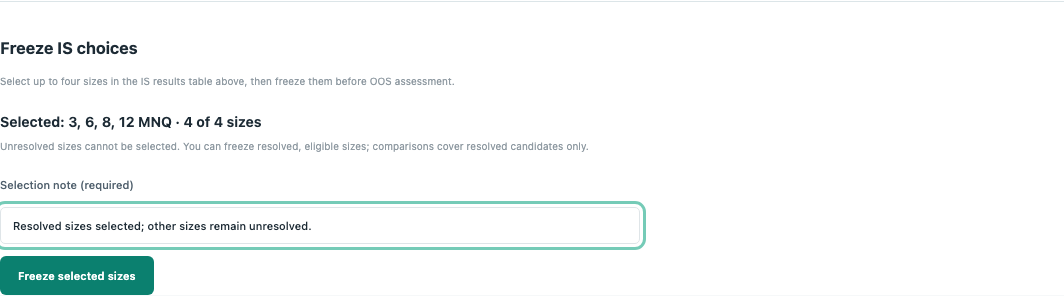 Freeze IS choices
Select up to four sizes in the IS results table above, then freeze them before OOS assessment.
Selected: 3, 6, 8, 12 MNQ · 4 of 4 sizes
Unresolved sizes cannot be selected. You can freeze resolved, eligible sizes; comparisons cover resolved candidates only.
Selection note (required)
Resolved sizes selected; other sizes remain unresolved.
Freeze selected sizes